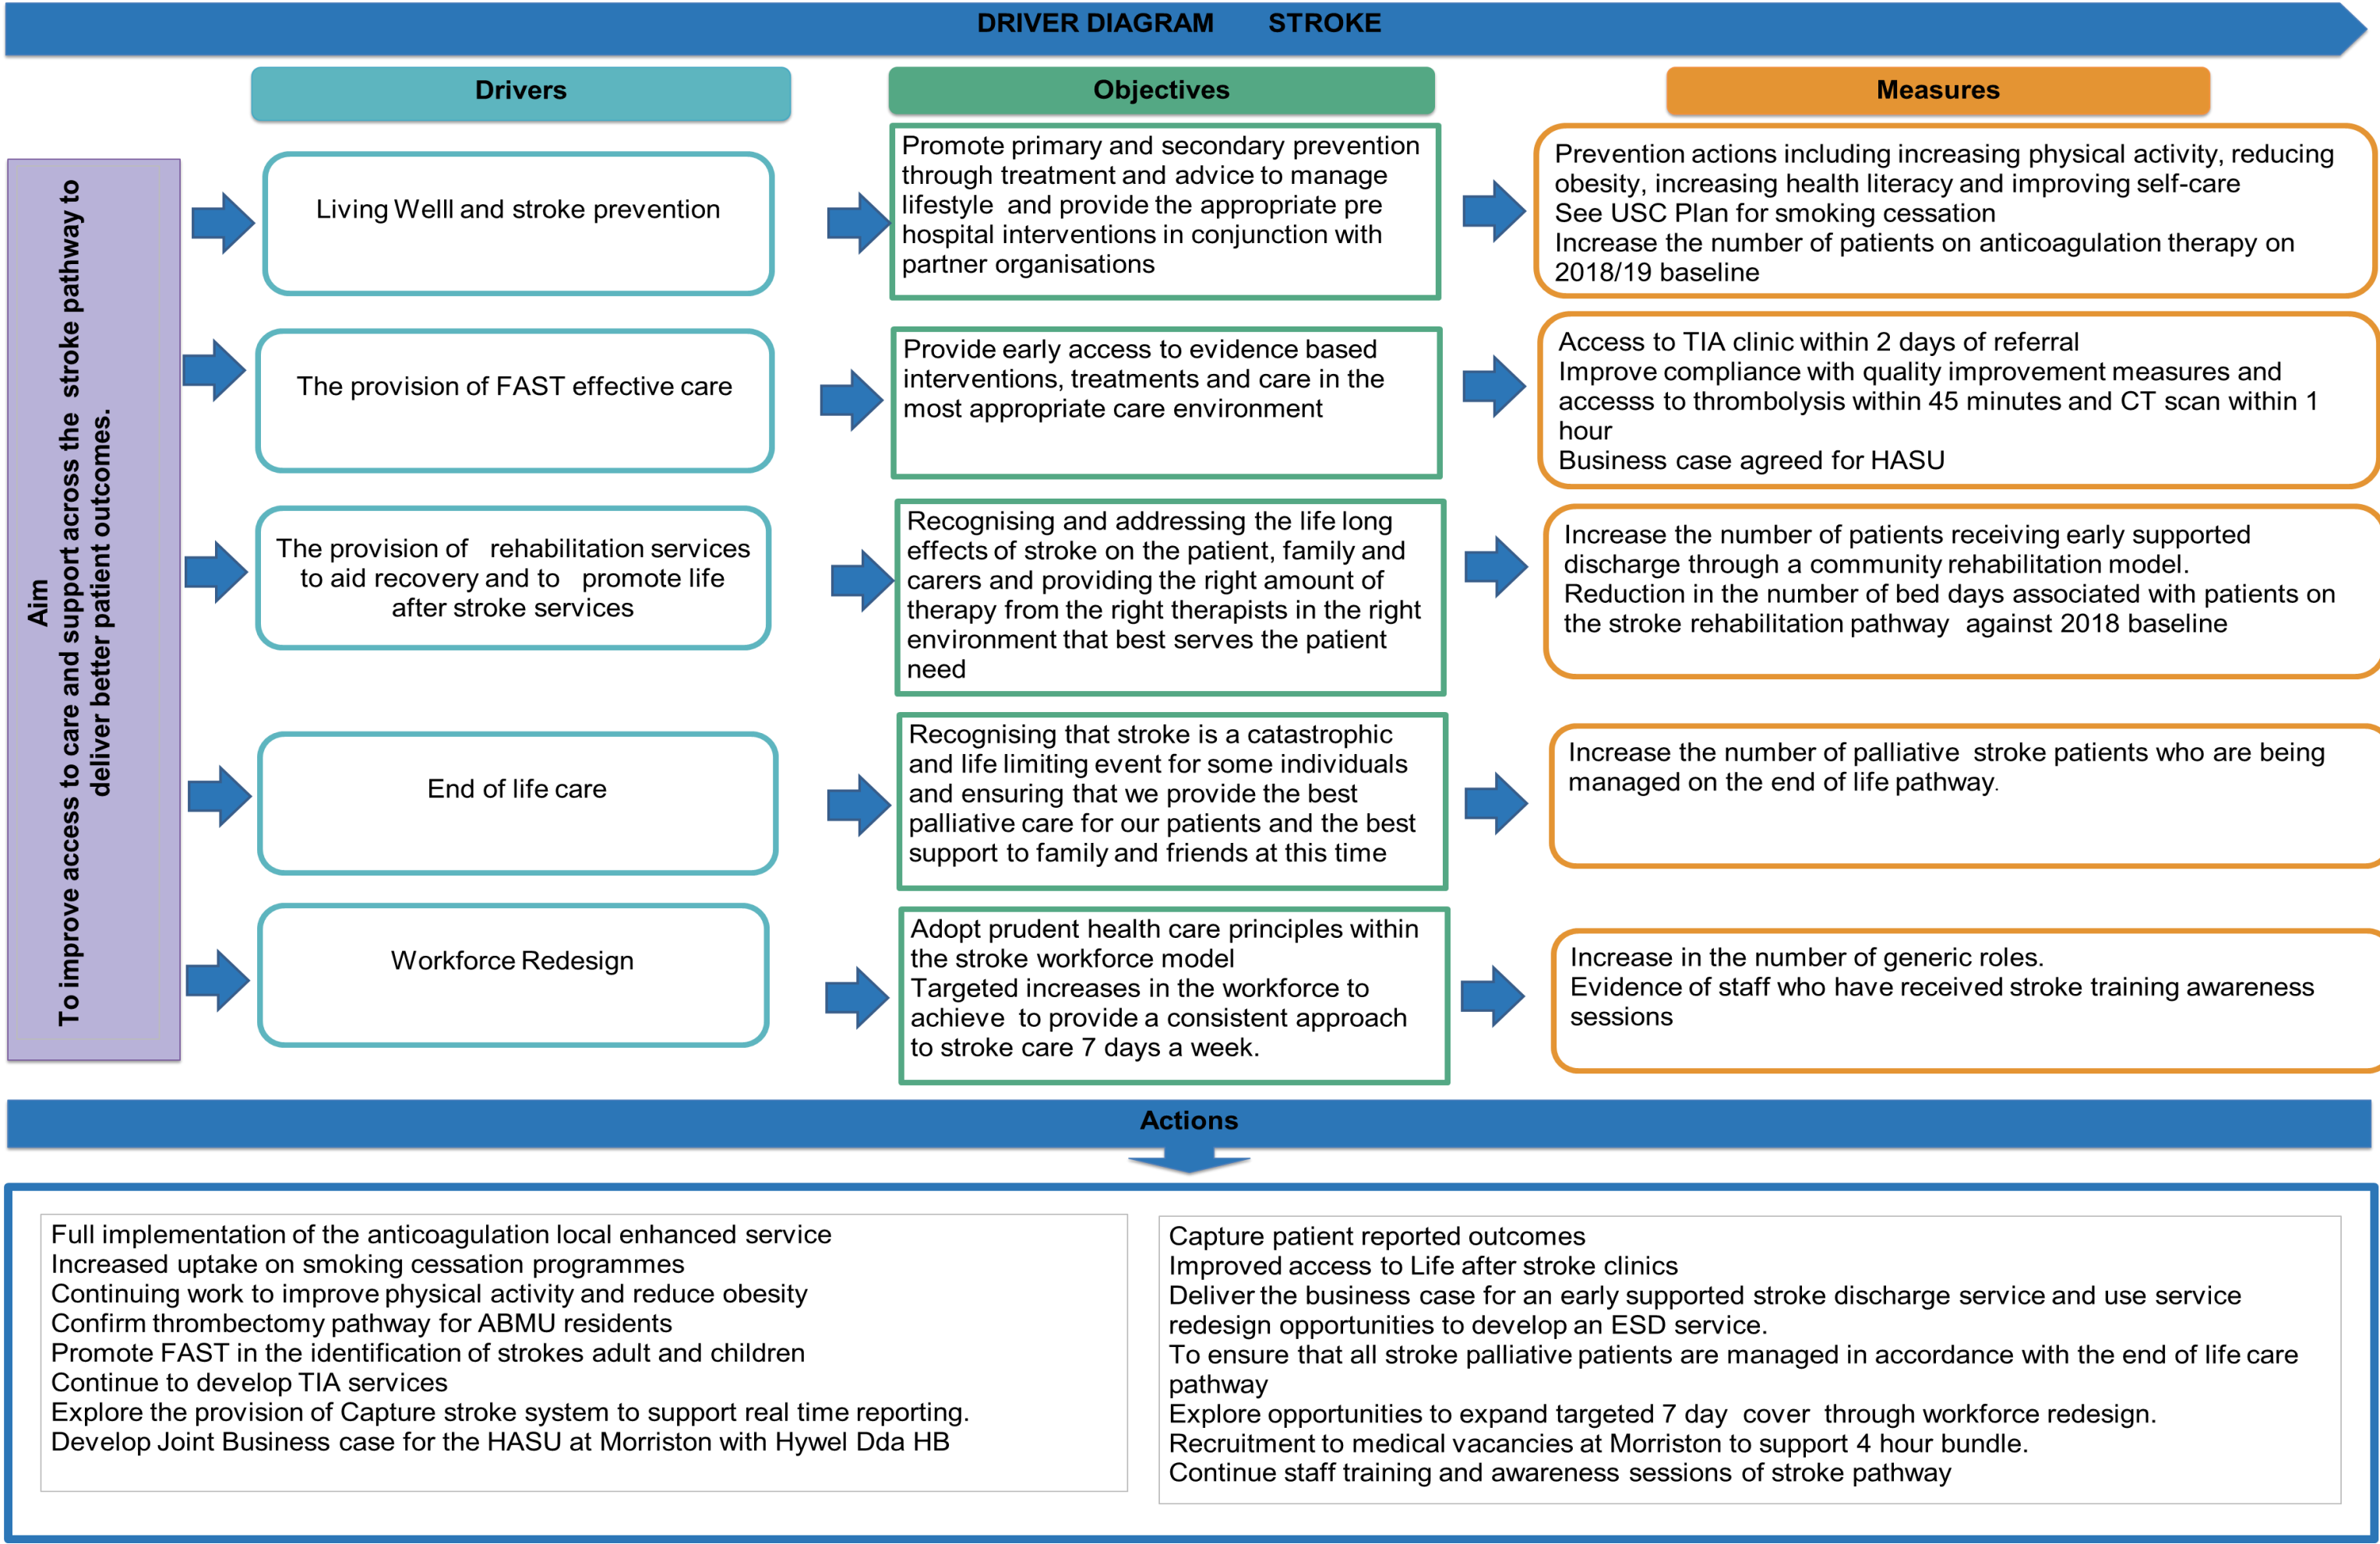 DRIVER DIAGRAM STROKE
Drivers
Objectives
Measures
Aim
To improve access to care and support across the stroke pathway to
deliver better patient outcomes.
Living Welll and stroke prevention
Promote primary and secondary prevention
through treatment and advice to manage
lifestyle and provide the appropriate pre
hospital interventions in conjunction with
partner organisations
Prevention actions including increasing physical activity, reducing
obesity, increasing health literacy and improving self-care
See USC Plan for smoking cessation
Increase the number of patients on anticoagulation therapy on
2018/19 baseline
The provision of FAST effective care
Provide early access to evidence based
interventions, treatments and care in the
most appropriate care environment
Access to TIA clinic within 2 days of referral
Improve compliance with quality improvement measures and
accesss to thrombolysis within 45 minutes and CT scan within 1
hour
Business case agreed for HASU
The provision of rehabilitation services
to aid recovery and to promote life
after stroke services
Recognising and addressing the life long
effects of stroke on the patient, family and
carers and providing the right amount of
therapy from the right therapists in the right
environment that best serves the patient
need
Increase the number of patients receiving early supported
discharge through a community rehabilitation model.
Reduction in the number of bed days associated with patients on
the stroke rehabilitation pathway against 2018 baseline
End of life care
Recognising that stroke is a catastrophic
and life limiting event for some individuals
and ensuring that we provide the best
palliative care for our patients and the best
support to family and friends at this time
Increase the number of palliative stroke patients who are being
managed on the end of life pathway.
Workforce Redesign
Adopt prudent health care principles within
the stroke workforce model
Targeted increases in the workforce to
achieve to provide a consistent approach
to stroke care 7 days a week.
Increase in the number of generic roles.
Evidence of staff who have received stroke training awareness
sessions
Actions
Full implementation of the anticoagulation local enhanced service
Increased uptake on smoking cessation programmes
Continuing work to improve physical activity and reduce obesity
Confirm thrombectomy pathway for ABMU residents
Promote FAST in the identification of strokes adult and children
Continue to develop TIA services
Explore the provision of Capture stroke system to support real time reporting.
Develop Joint Business case for the HASU at Morriston with Hywel Dda HB
Capture patient reported outcomes
Improved access to Life after stroke clinics
Deliver the business case for an early supported stroke discharge service and use service
redesign opportunities to develop an ESD service.
To ensure that all stroke palliative patients are managed in accordance with the end of life care
pathway
Explore opportunities to expand targeted 7 day cover through workforce redesign.
Recruitment to medical vacancies at Morriston to support 4 hour bundle.
Continue staff training and awareness sessions of stroke pathway